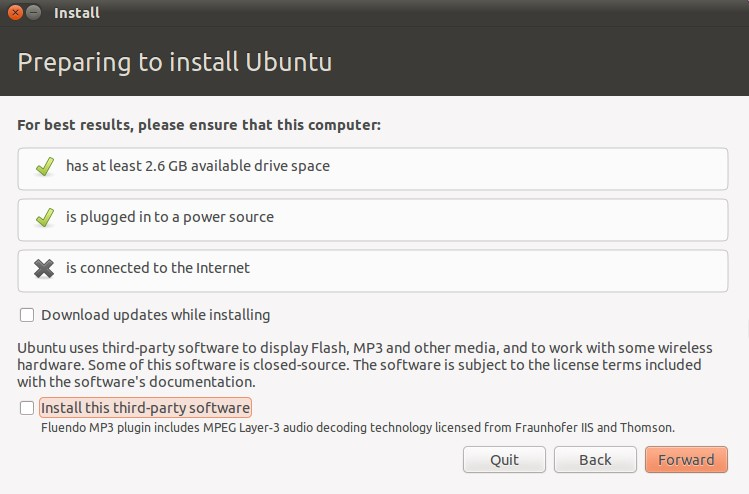 Install
Preparing to install Ubuntu
For best results, please ensure that this computer:
has at least 2.6 GB available drive space
is plugged in to a power source
is connected to the Internet
Download updates while installing
Ubuntu uses third-party software to display Flash, MP3 and other media, and to work with some wireless
hardware. Some of this software is closed-source. The software is subject to the license terms included
with the software's documentation.
Install this third-party software
Fluendo MP3 plugin includes MPEG Layer-3 audio decoding technology licensed from Fraunhofer IIS and Thomson.
Quit Back Forward